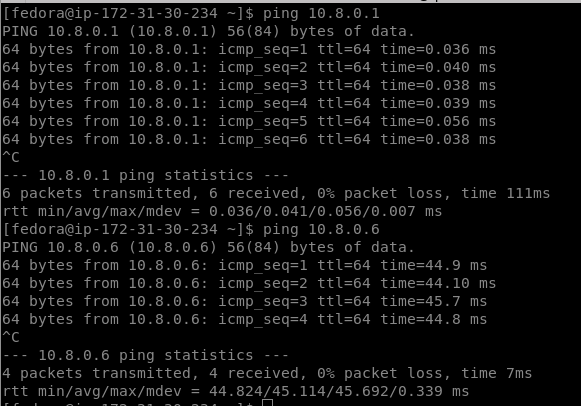 [fedora@ip-172-31-30-234 ~]$ ping 10.8.0.1
PING 10.8.0.1 (10.8.0.1) 56(84) bytes of data.
64 bytes from 10.8.0.1: icmp_seq=1 ttl=64 time=0.036 ms
64 bytes from 10.8.0.1: icmp_seq=2 ttl=64 time=0.040 ms
64 bytes from 10.8.0.1: icmp_seq=3 ttl=64 time=0.038 ms
64 bytes from 10.8.0.1: icmp_seq=4 ttl=64 time=0.039 ms
64 bytes from 10.8.0.1: icmp_seq=5 ttl=64 time=0.056 ms
64 bytes from 10.8.0.1: icmp_seq=6 ttl=64 time=0.038 ms
^C
--- 10.8.0.1 ping statistics ---
6 packets transmitted, 6 received, 0% packet loss, time 111ms
rtt min/avg/max/mdev = 0.036/0.041/0.056/0.007 ms
[fedora@ip-172-31-30-234 ~]$ ping 10.8.0.6
PING 10.8.0.6 (10.8.0.6) 56(84) bytes of data.
64 bytes from 10.8.0.6: icmp_seq=1 ttl=64 time=44.9 ms
64 bytes from 10.8.0.6: icmp_seq=2 ttl=64 time=44.10 ms
64 bytes from 10.8.0.6: icmp_seq=3 ttl=64 time=45.7 ms
64 bytes from 10.8.0.6: icmp_seq=4 ttl=64 time=44.8 ms
^C
--- 10.8.0.6 ping statistics ---
4 packets transmitted, 4 received, 0% packet loss, time 7ms
rtt min/avg/max/mdev = 44.824/45.114/45.692/0.339 ms
[fedora@ip-172-31-30-234 ~]$